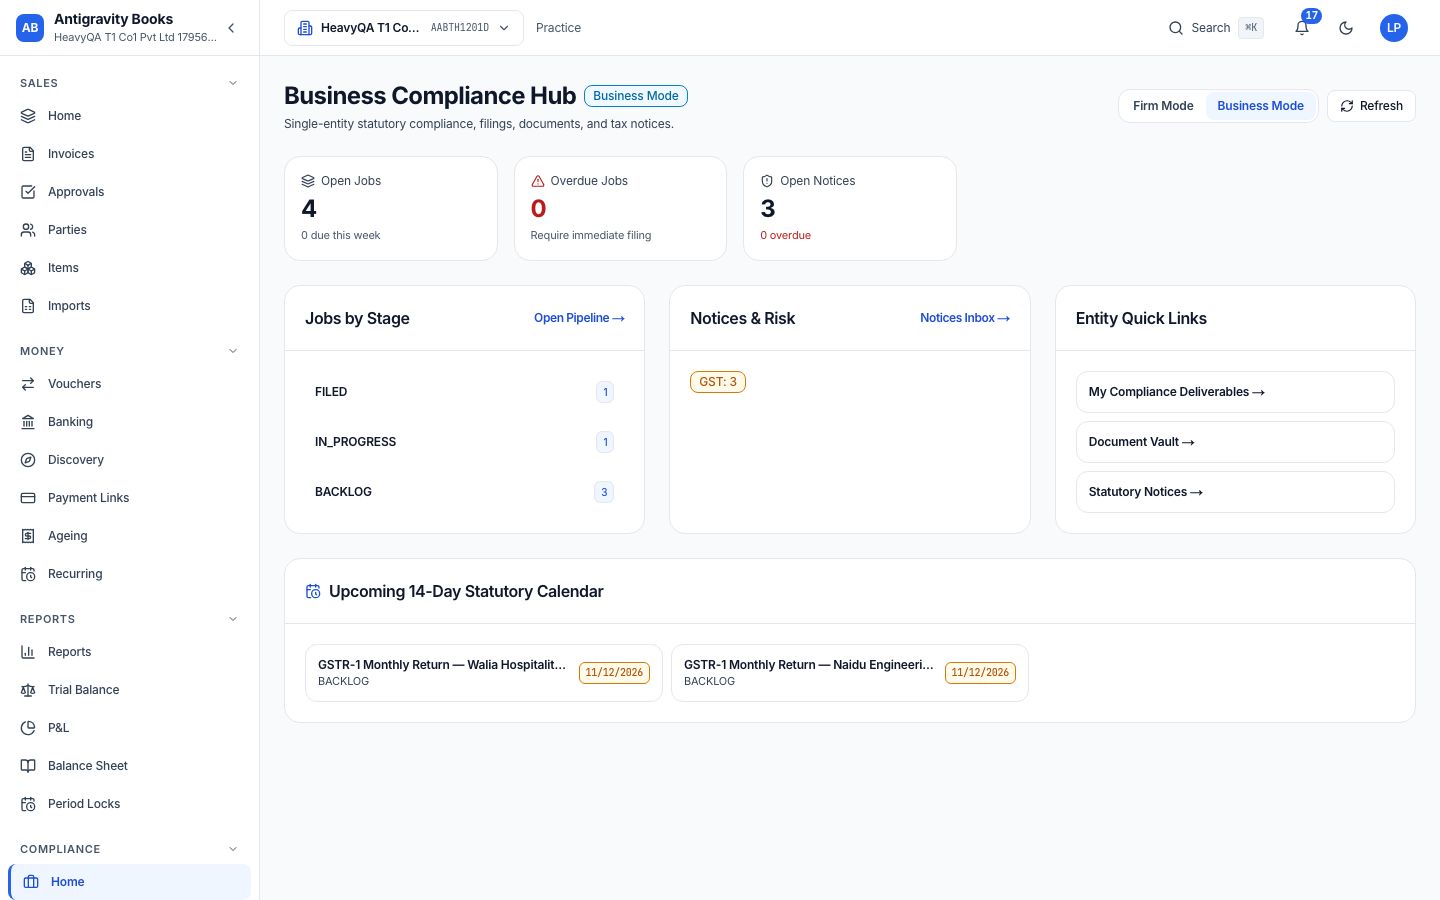 AB
Antigravity Books
HeavyQA T1 Co1 Pvt Ltd 17956...
SALES
Home
Invoices
Approvals
Parties
Items
Imports
MONEY
Vouchers
Banking
Discovery
Payment Links
Ageing
Recurring
REPORTS
Reports
Trial Balance
P&L
Balance Sheet
Period Locks
COMPLIANCE
Home
HeavyQA T1 Co... AABTH1201D
Practice
Search ⌘K
17
LP
Business Compliance Hub Business Mode
Single-entity statutory compliance, filings, documents, and tax notices.
Firm Mode Business Mode Refresh
Open Jobs
4
0 due this week
Overdue Jobs
0
Require immediate filing
Open Notices
3
0 overdue
Jobs by Stage Open Pipeline →
FILED 1
IN_PROGRESS 1
BACKLOG 3
Notices & Risk Notices Inbox →
GST: 3
Entity Quick Links
My Compliance Deliverables →
Document Vault →
Statutory Notices →
Upcoming 14-Day Statutory Calendar
GSTR-1 Monthly Return — Walia Hospitalit... 11/12/2026
BACKLOG
GSTR-1 Monthly Return — Naidu Engineeri... 11/12/2026
BACKLOG